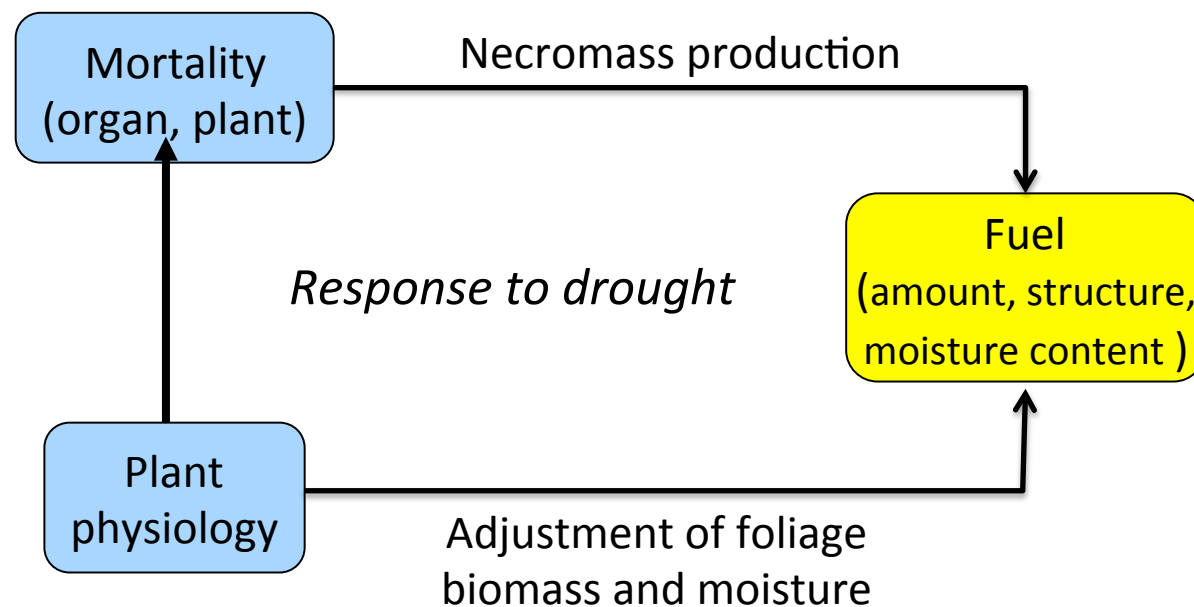 Mortality
(organ, plant)
Necromass production
Fuel
(amount, structure,
moisture content )
Response to drought
Plant
physiology
Adjustment of foliage
biomass and moisture